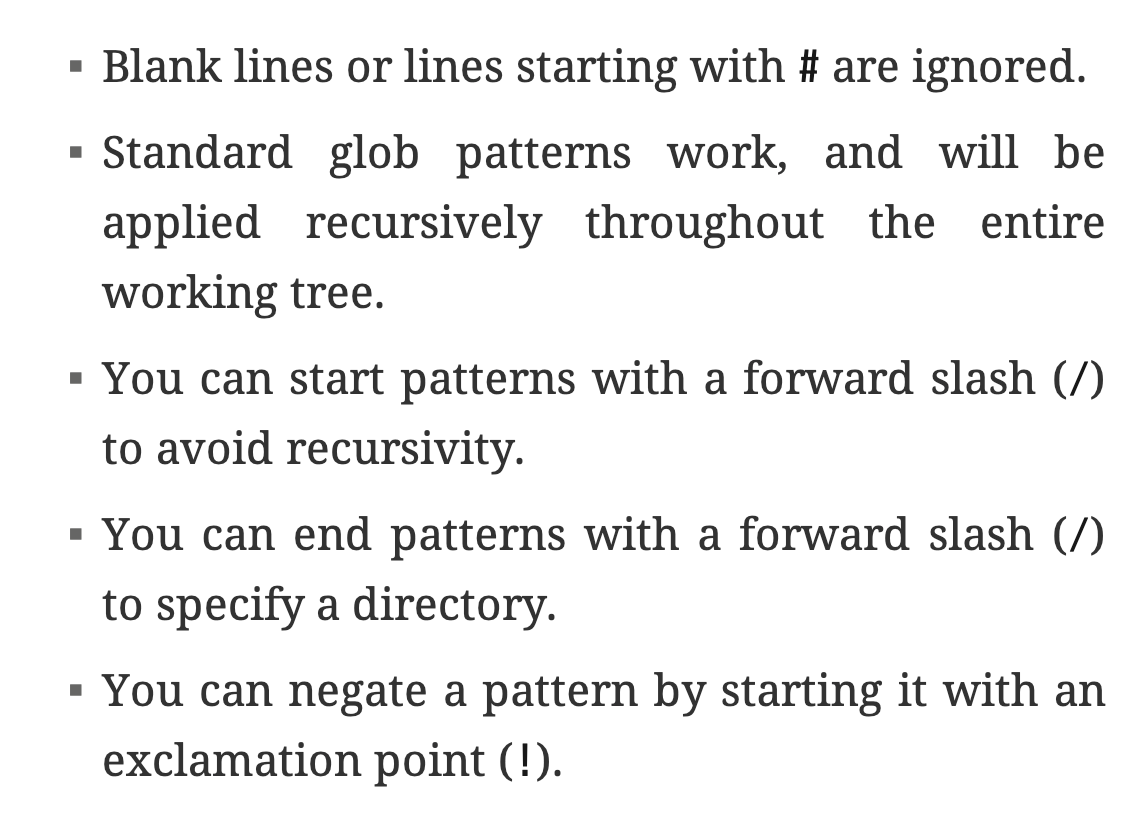 ▪ Blank lines or lines starting with # are ignored.
▪ Standard glob patterns work, and will be
applied recursively throughout the entire
working tree.
▪ You can start patterns with a forward slash (/)
to avoid recursivity.
▪ You can end patterns with a forward slash (/)
to specify a directory.
▪ You can negate a pattern by starting it with an
exclamation point (!).